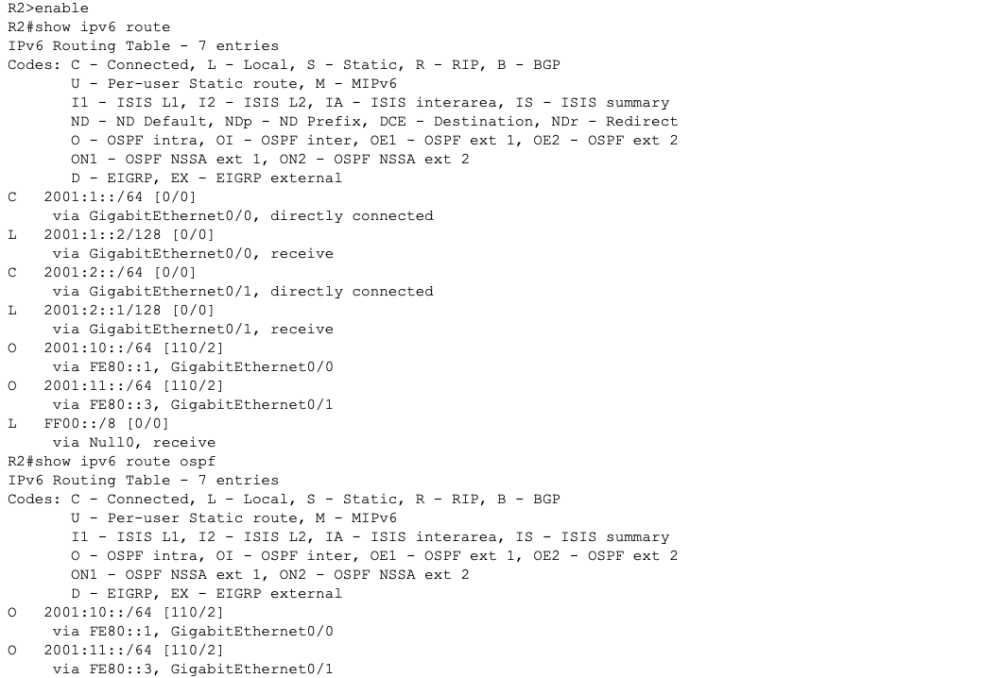 R2>enable
R2#show ipv6 route
IPv6 Routing Table - 7 entries
Codes: C - Connected, L - Local, S - Static, R - RIP, B - BGP
       U - Per-user Static route, M - MIPv6
       I1 - ISIS L1, I2 - ISIS L2, IA - ISIS interarea, IS - ISIS summary
       ND - ND Default, NDp - ND Prefix, DCE - Destination, NDr - Redirect
       O - OSPF intra, OI - OSPF inter, OE1 - OSPF ext 1, OE2 - OSPF ext 2
       ON1 - OSPF NSSA ext 1, ON2 - OSPF NSSA ext 2
       D - EIGRP, EX - EIGRP external
C   2001:1::/64 [0/0]
     via GigabitEthernet0/0, directly connected
L   2001:1::2/128 [0/0]
     via GigabitEthernet0/0, receive
C   2001:2::/64 [0/0]
     via GigabitEthernet0/1, directly connected
L   2001:2::1/128 [0/0]
     via GigabitEthernet0/1, receive
O   2001:10::/64 [110/2]
     via FE80::1, GigabitEthernet0/0
O   2001:11::/64 [110/2]
     via FE80::3, GigabitEthernet0/1
L   FF00::/8 [0/0]
     via Null0, receive
R2#show ipv6 route ospf
IPv6 Routing Table - 7 entries
Codes: C - Connected, L - Local, S - Static, R - RIP, B - BGP
       U - Per-user Static route, M - MIPv6
       I1 - ISIS L1, I2 - ISIS L2, IA - ISIS interarea, IS - ISIS summary
       O - OSPF intra, OI - OSPF inter, OE1 - OSPF ext 1, OE2 - OSPF ext 2
       ON1 - OSPF NSSA ext 1, ON2 - OSPF NSSA ext 2
       D - EIGRP, EX - EIGRP external
O   2001:10::/64 [110/2]
     via FE80::1, GigabitEthernet0/0
O   2001:11::/64 [110/2]
     via FE80::3, GigabitEthernet0/1